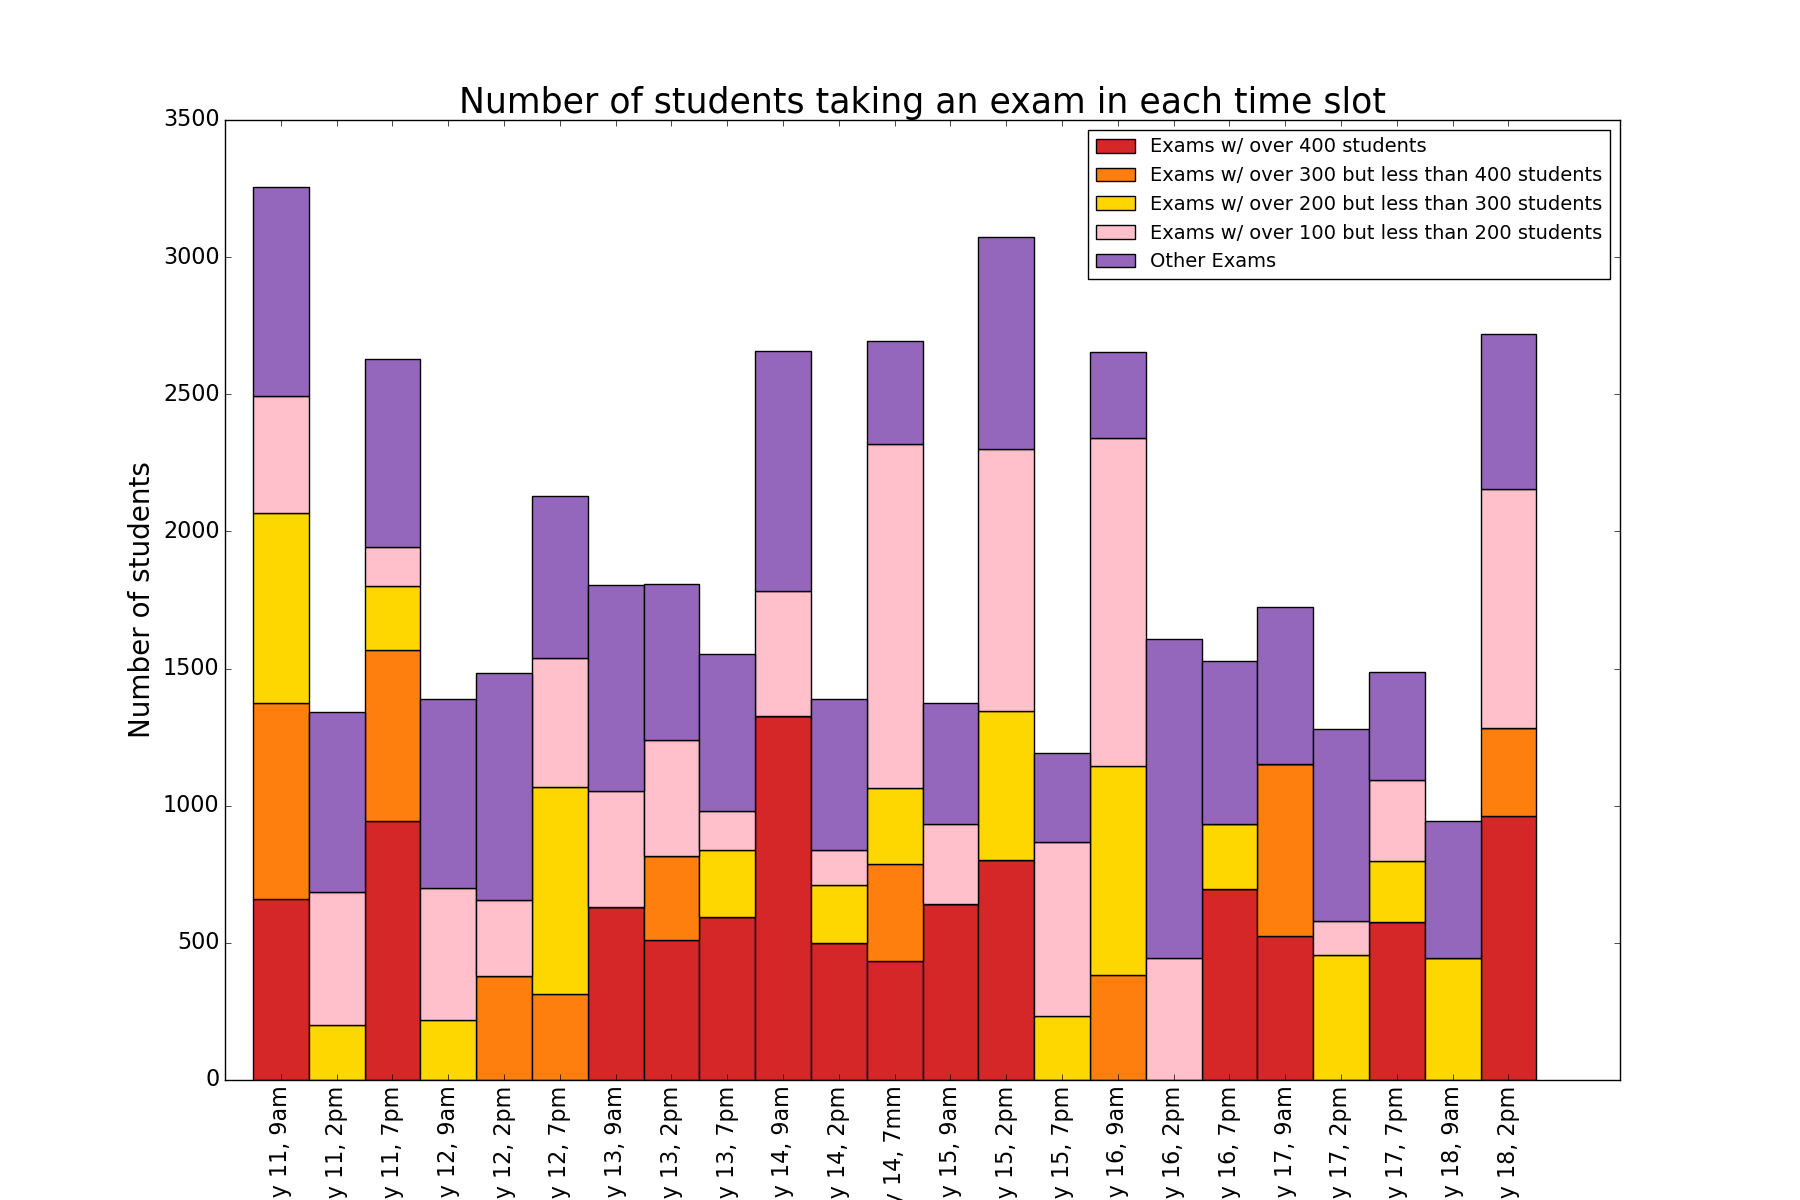 Number of students taking an exam in each time slot
Exams w/ over 400 students
Exams w/ over 300 but less than 400 students
Exams w/ over 200 but less than 300 students
Exams w/ over 100 but less than 200 students
Other Exams
Number of students
3500
3000
2500
2000
1500
1000
500
0
y 11, 9am
y 11, 2pm
y 11, 7pm
y 12, 9am
y 12, 2pm
y 12, 7pm
y 13, 9am
y 13, 2pm
y 13, 7pm
y 14, 9am
y 14, 2pm
y 14, 7mm
y 15, 9am
y 15, 2pm
y 15, 7pm
y 16, 9am
y 16, 2pm
y 16, 7pm
y 17, 9am
y 17, 2pm
y 17, 7pm
y 18, 9am
y 18, 2pm